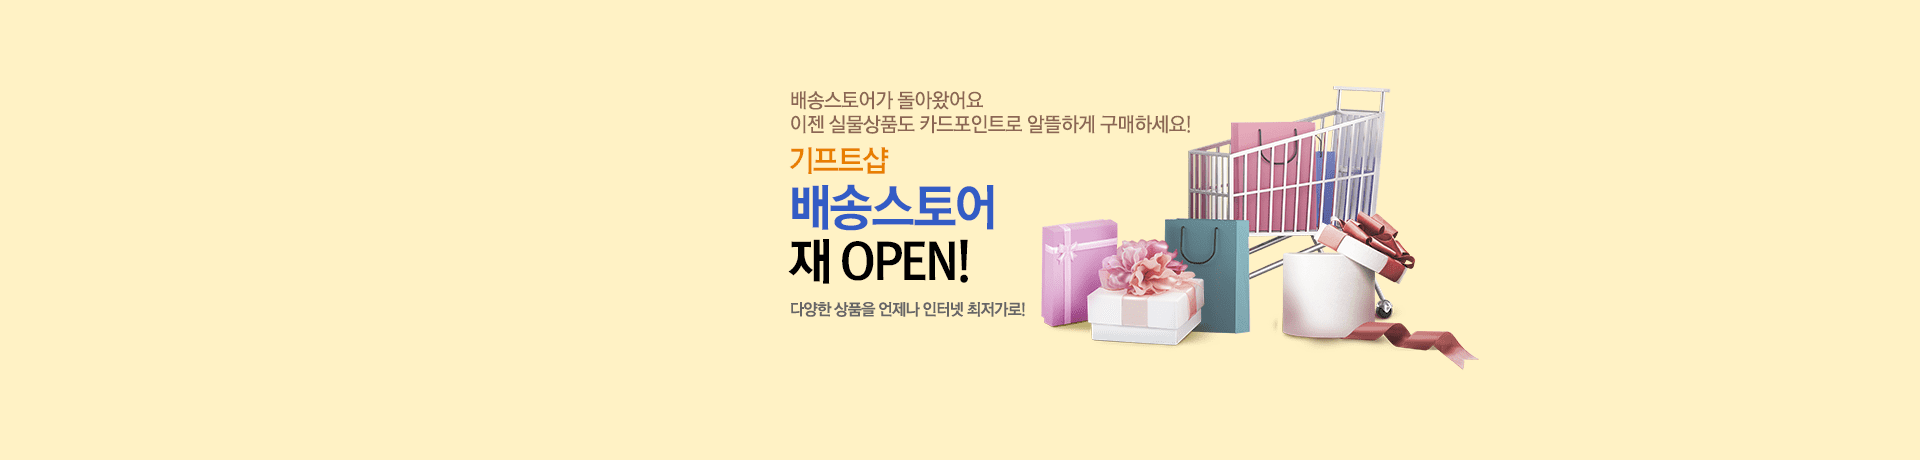 배송스토어가 돌아왔어요
이젠 실물상품도 카드포인트로 알뜰하게 구매하세요!
기프트샵
배송스토어
재 OPEN!
다양한 상품을 언제나 인터넷 최저가로!